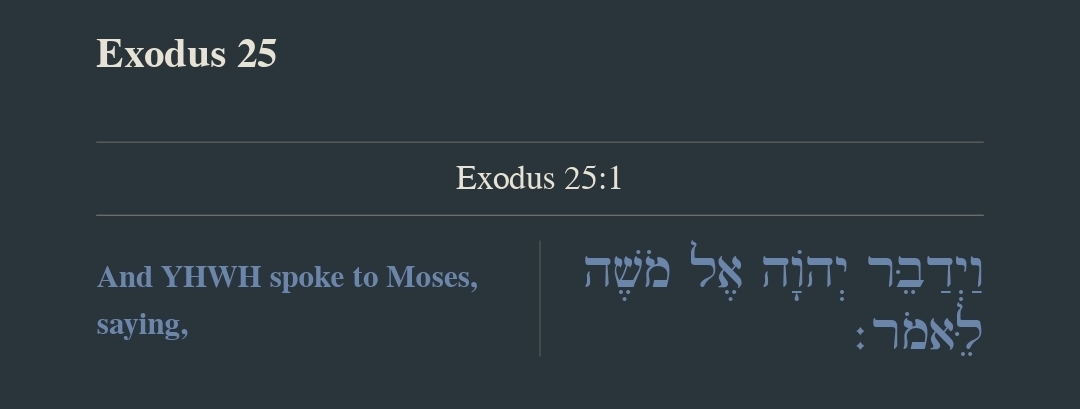 Exodus 25
Exodus 25:1
And YHWH spoke to Moses,
saying,
וַיְדַבֵּר יְהוָֹה אֶל מֹשֶׁה
לֵּאמֹר: